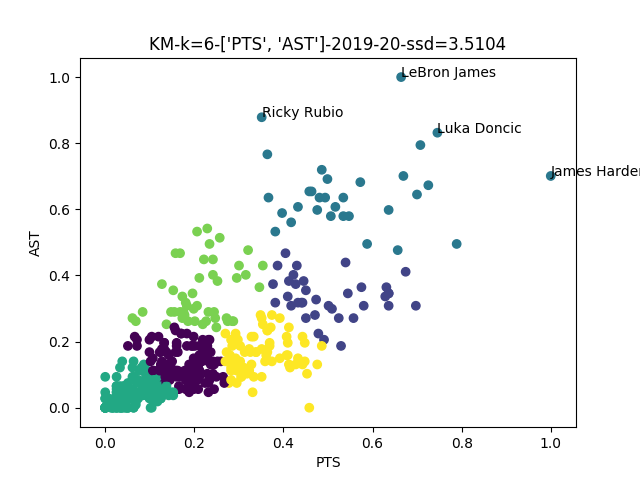 KM-k=6-['PTS', 'AST']-2019-20-ssd=3.5104
LeBron James
Ricky Rubio
Luka Doncic
James Harder
AST
1.0
0.8
0.6
0.4
0.2
0.0
0.0 0.2 0.4 0.6 0.8 1.0
PTS